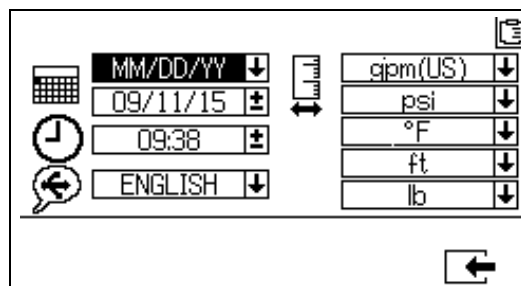 MM/DD/YY
09/11/15
09:38
ENGLISH
gpm(US)
psi
°F
ft
lb